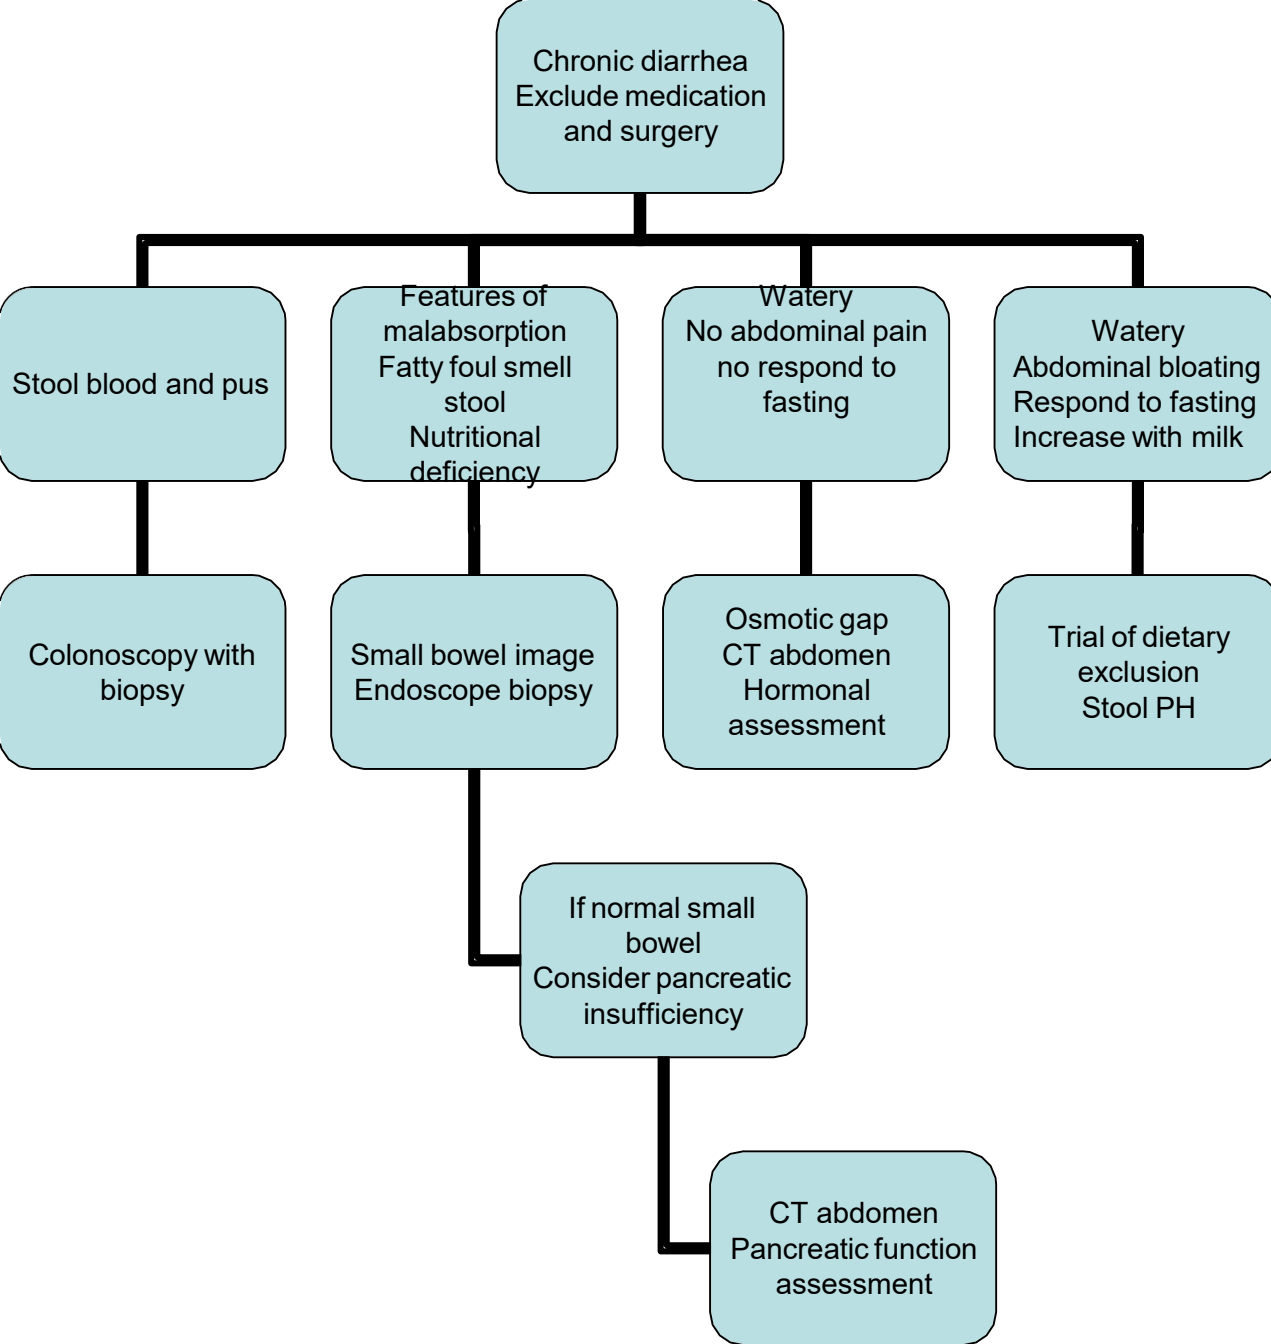 Chronic diarrhea
Exclude medication
and surgery
Stool blood and pus
Features of
malabsorption
Fatty foul smell
stool
Nutritional
deficiency
Watery
No abdominal pain
no respond to
fasting
Watery
Abdominal bloating
Respond to fasting
Increase with milk
Colonoscopy with
biopsy
Small bowel image
Endoscope biopsy
Osmotic gap
CT abdomen
Hormonal
assessment
Trial of dietary
exclusion
Stool PH
If normal small
bowel
Consider pancreatic
insufficiency
CT abdomen
Pancreatic function
assessment